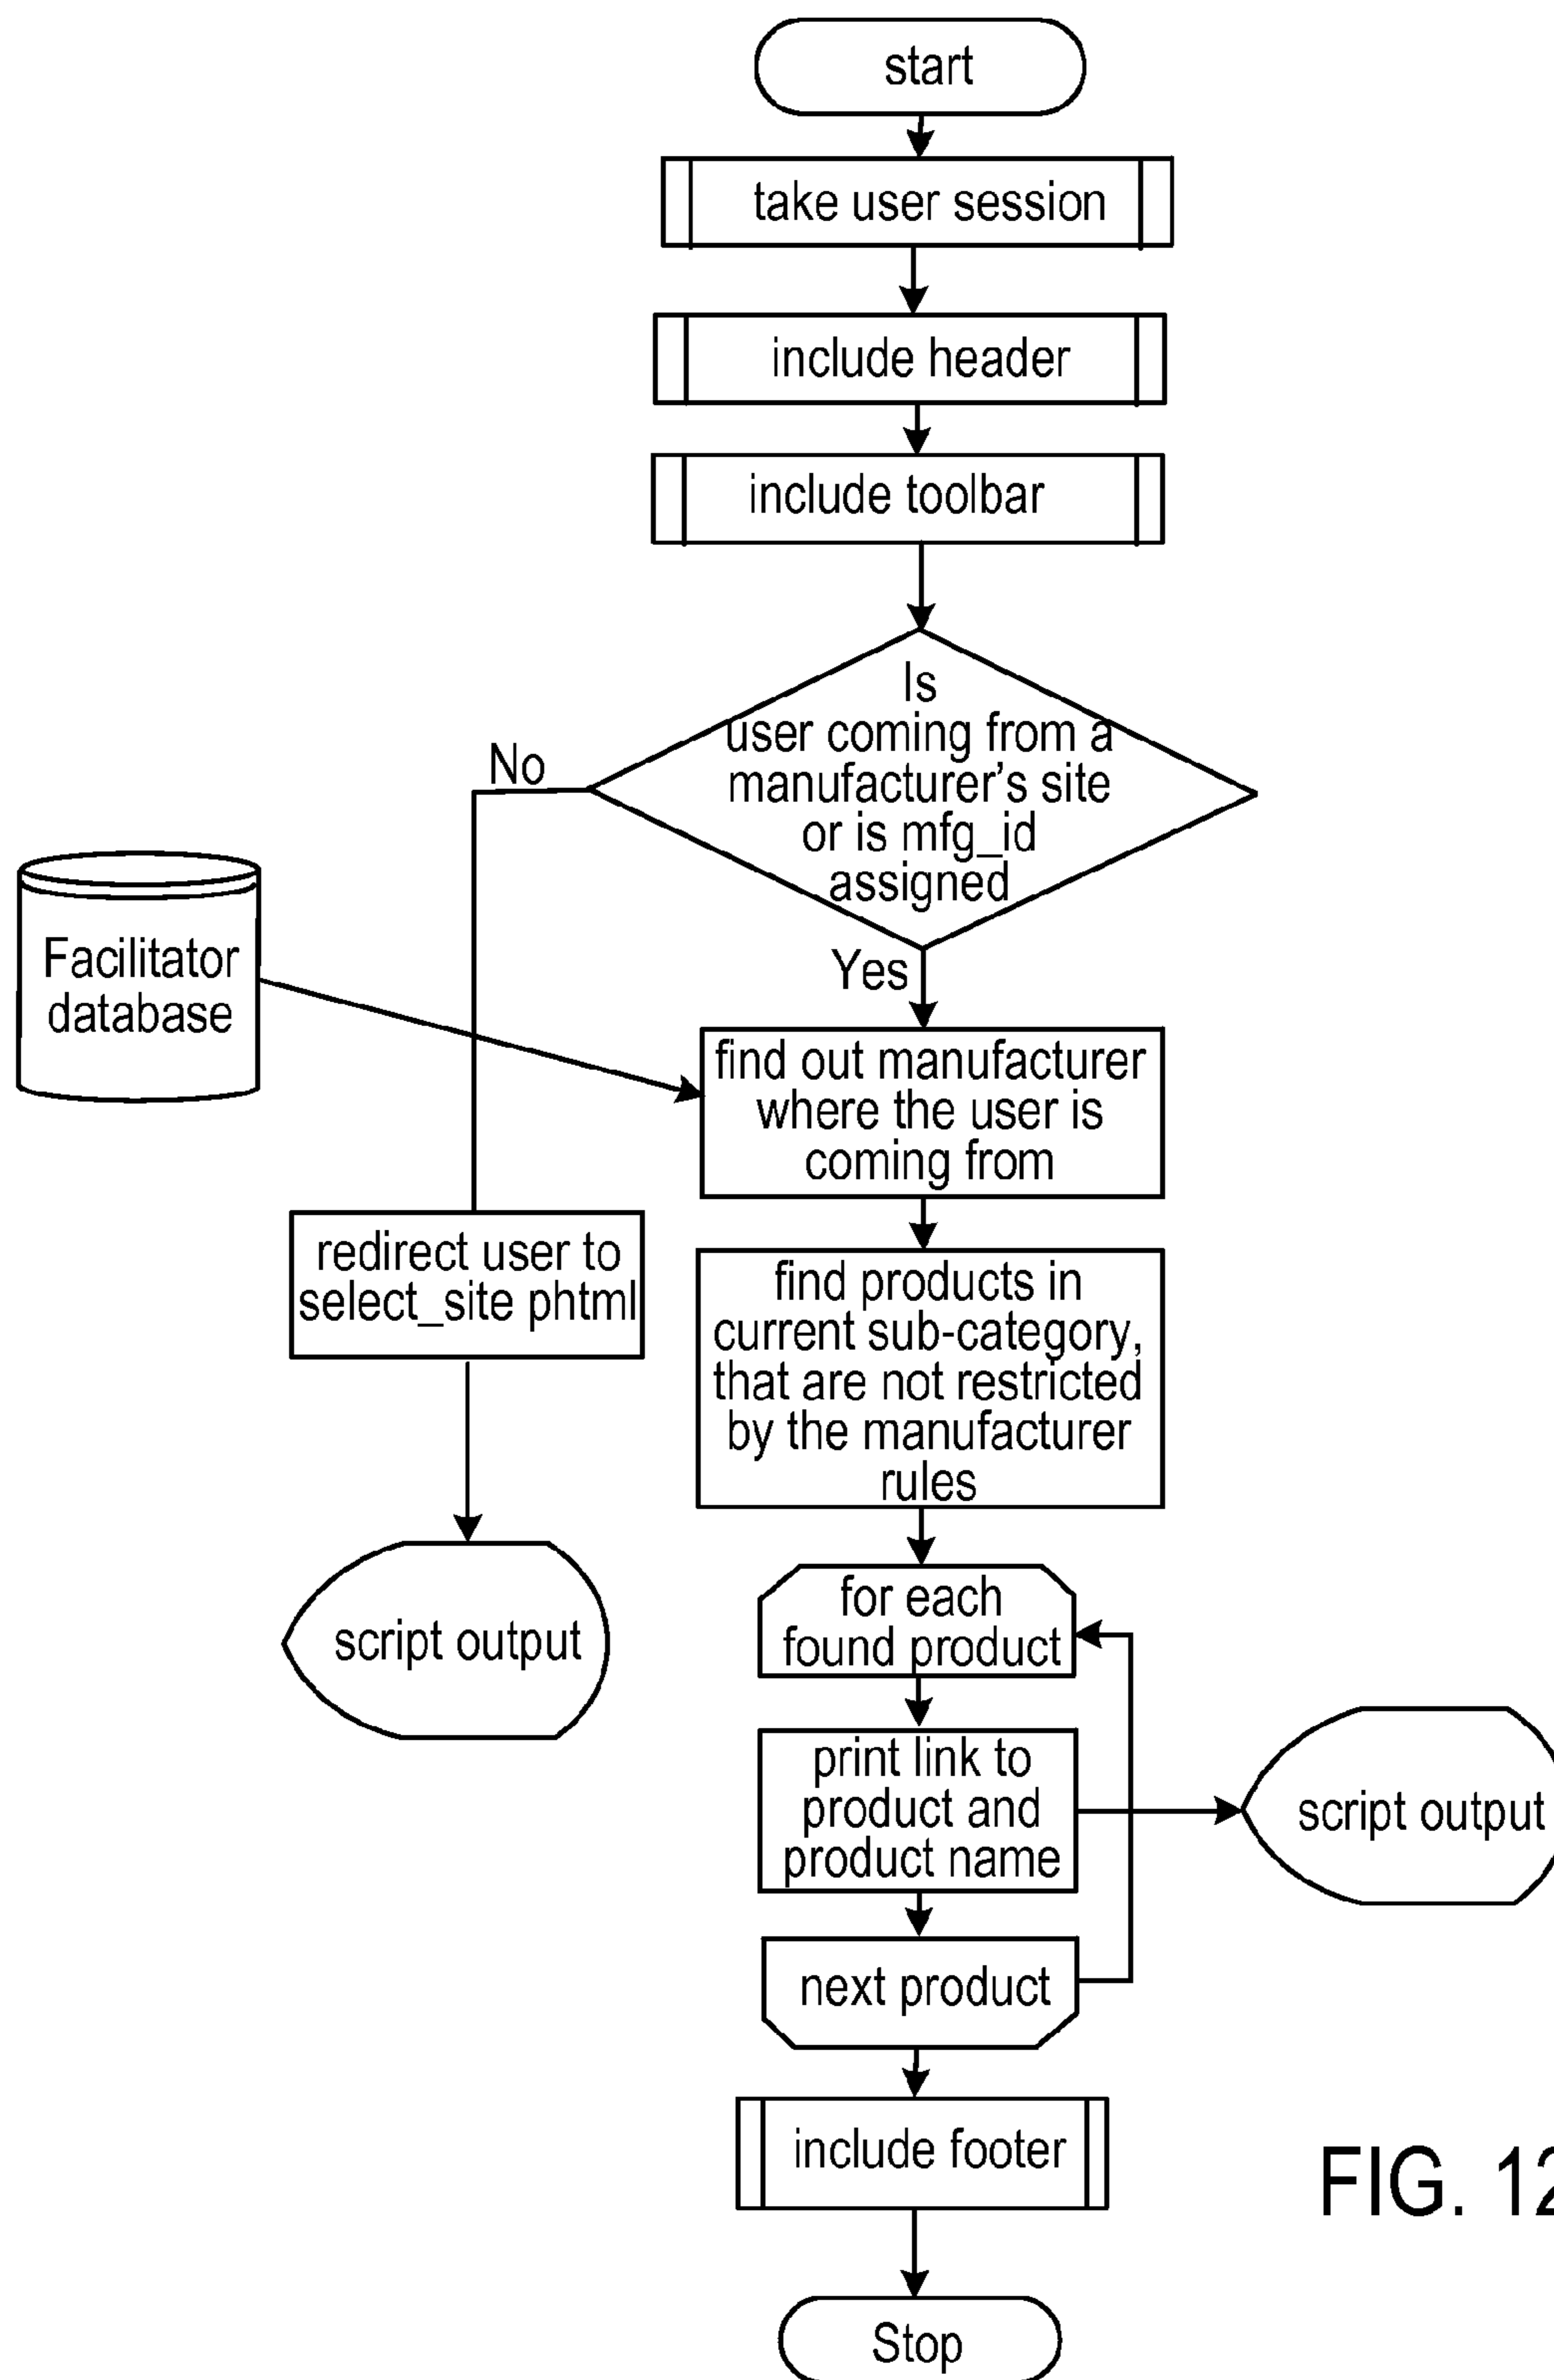 start
take user session
include header
include toolbar
Is
user coming from a
manufacturer's site
or is mfg_id
assigned
No
Yes
Facilitator
database
find out manufacturer
where the user is
coming from
redirect user to
select_site phtml
find products in
current sub-category,
that are not restricted
by the manufacturer
rules
script output
for each
found product
print link to
product and
product name
script output
next product
include footer
FIG. 12
Stop